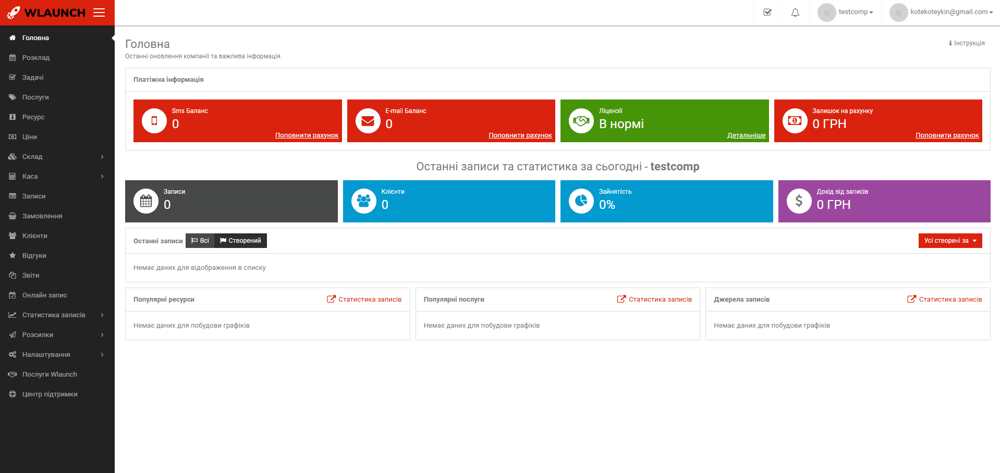 WLAUNCH
testcomp
kotekoteykin@gmail.com
Головна
Розклад
Задачі
Послуги
Ресурс
Ціни
Склад
Каса
Записи
Замовлення
Клієнти
Відгуки
Звіти
Онлайн запис
Статистика записів
Розсилки
Налаштування
Послуги Wlaunch
Центр підтримки
Головна
Інструкція
Останні оновлення компанії та важлива інформація
Платіжна інформація
Sms Баланс
0
Поповнити рахунок
E-mail Баланс
0
Поповнити рахунок
Ліцензії
В нормі
Детальніше
Залишок на рахунку
0 ГРН
Поповнити рахунок
Останні записи та статистика за сьогодні - testcomp
Записи
0
Клієнти
0
Зайнятість
0%
Дохід від записів
0 ГРН
Останні записи Всі Створений
Усі створені за
Немає даних для відображення в списку
Популярні ресурси Статистика записів
Немає даних для побудови графіків
Популярні послуги Статистика записів
Немає даних для побудови графіків
Джерела записів Статистика записів
Немає даних для побудови графіків